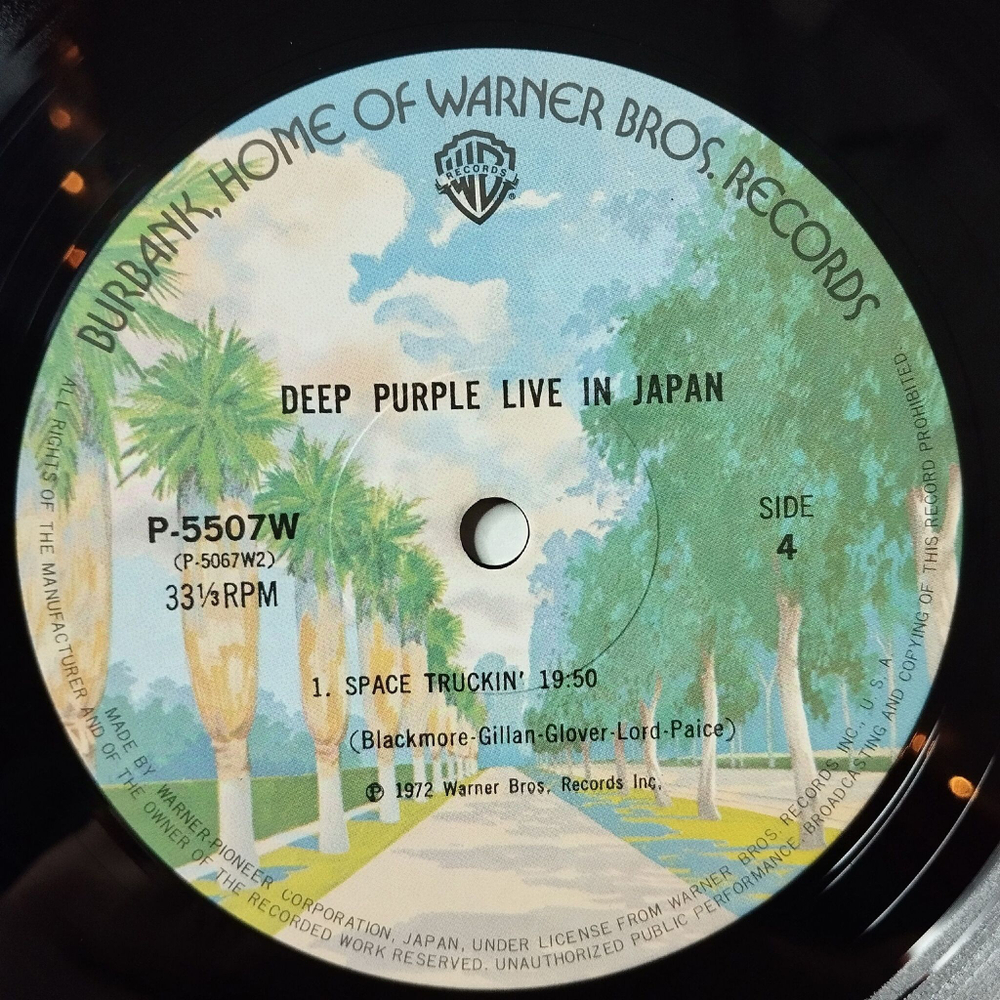 BURBANK, HOME OF WARNER BROS. RECORDS
W
RECORDS
®
DEEP PURPLE LIVE IN JAPAN
P-5507W
(P-5067W2)
33⅓RPM
SIDE
4
1. SPACE TRUCKIN' 19:50
(Blackmore-Gillan-Glover-Lord-Paice)
Ⓟ 1972 Warner Bros. Records Inc.
MADE BY WARNER-PIONEER CORPORATION, JAPAN, UNDER LICENSE FROM WARNER BROS. RECORDS INC., U. S. A
ALL RIGHTS OF THE MANUFACTURER AND OF THE OWNER OF THE RECORDED WORK RESERVED. UNAUTHORIZED PUBLIC PERFORMANCE, BROADCASTING AND COPYING OF THIS RECORD PROHIBITED.